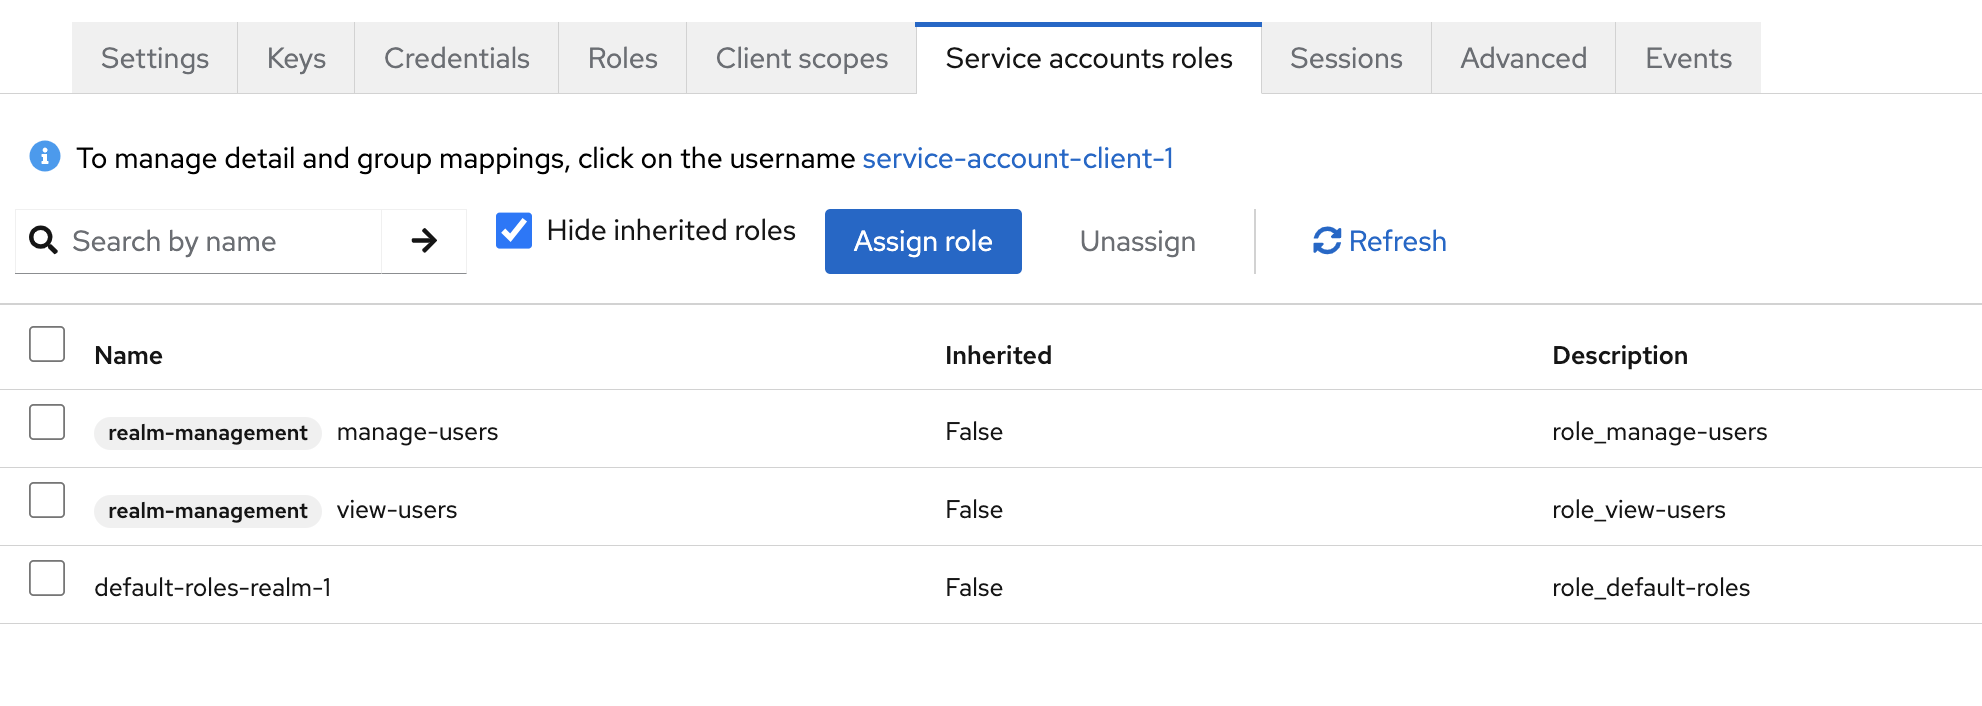 Settings Keys Credentials Roles Client scopes Service accounts roles Sessions Advanced Events
To manage detail and group mappings, click on the username service-account-client-1
Search by name Hide inherited roles Assign role Unassign Refresh
Name Inherited Description
realm-management manage-users False role_manage-users
realm-management view-users False role_view-users
default-roles-realm-1 False role_default-roles